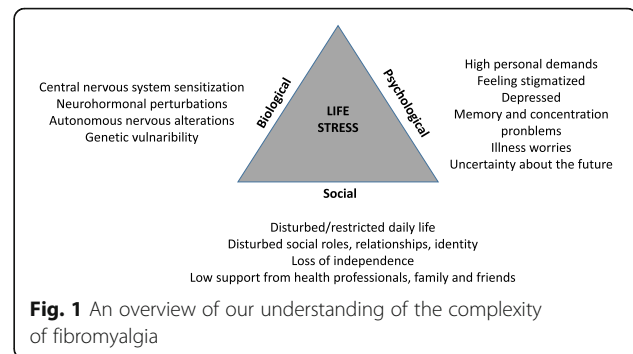 Central nervous system sensitization
Neurohormonal perturbations
Autonomous nervous alterations
Genetic vulnaribility
Biological
LIFE
STRESS
Psychological
High personal demands
Feeling stigmatized
Depressed
Memory and concentration
pronblems
Illness worries
Uncertainty about the future
Social
Disturbed/restricted daily life
Disturbed social roles, relationships, identity
Loss of independence
Low support from health professionals, family and friends
Fig. 1 An overview of our understanding of the complexity
of fibromyalgia